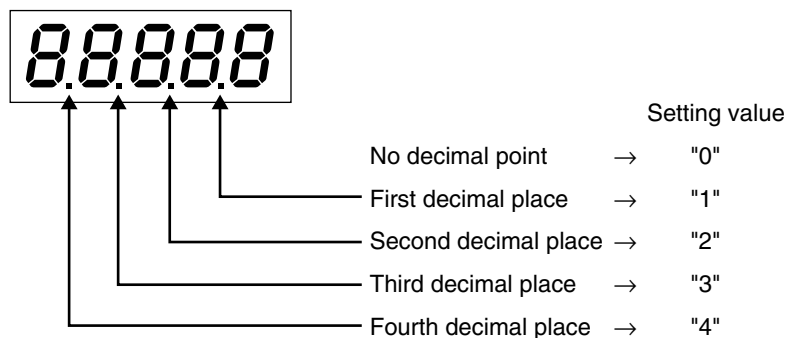 8.8.8.8.8
Setting value
No decimal point → "0"
First decimal place → "1"
Second decimal place → "2"
Third decimal place → "3"
Fourth decimal place → "4"